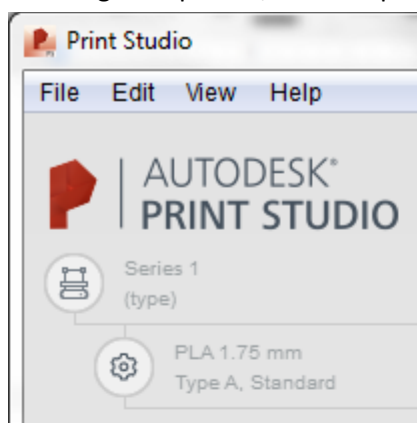 Print Studio
File Edit View Help
AUTODESK®
PRINT STUDIO
Series 1
(type)
PLA 1.75 mm
Type A, Standard